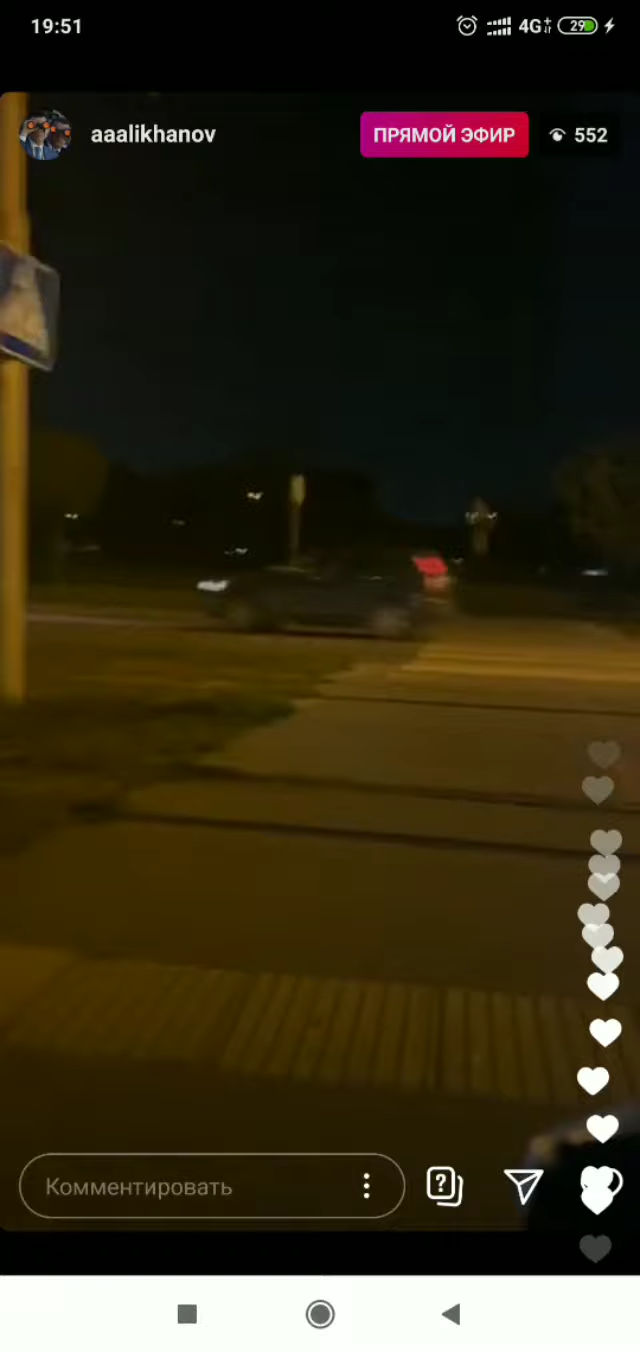 19:51
4G+
29
aaalikhanov
ПРЯМОЙ ЭФИР
552
Комментировать